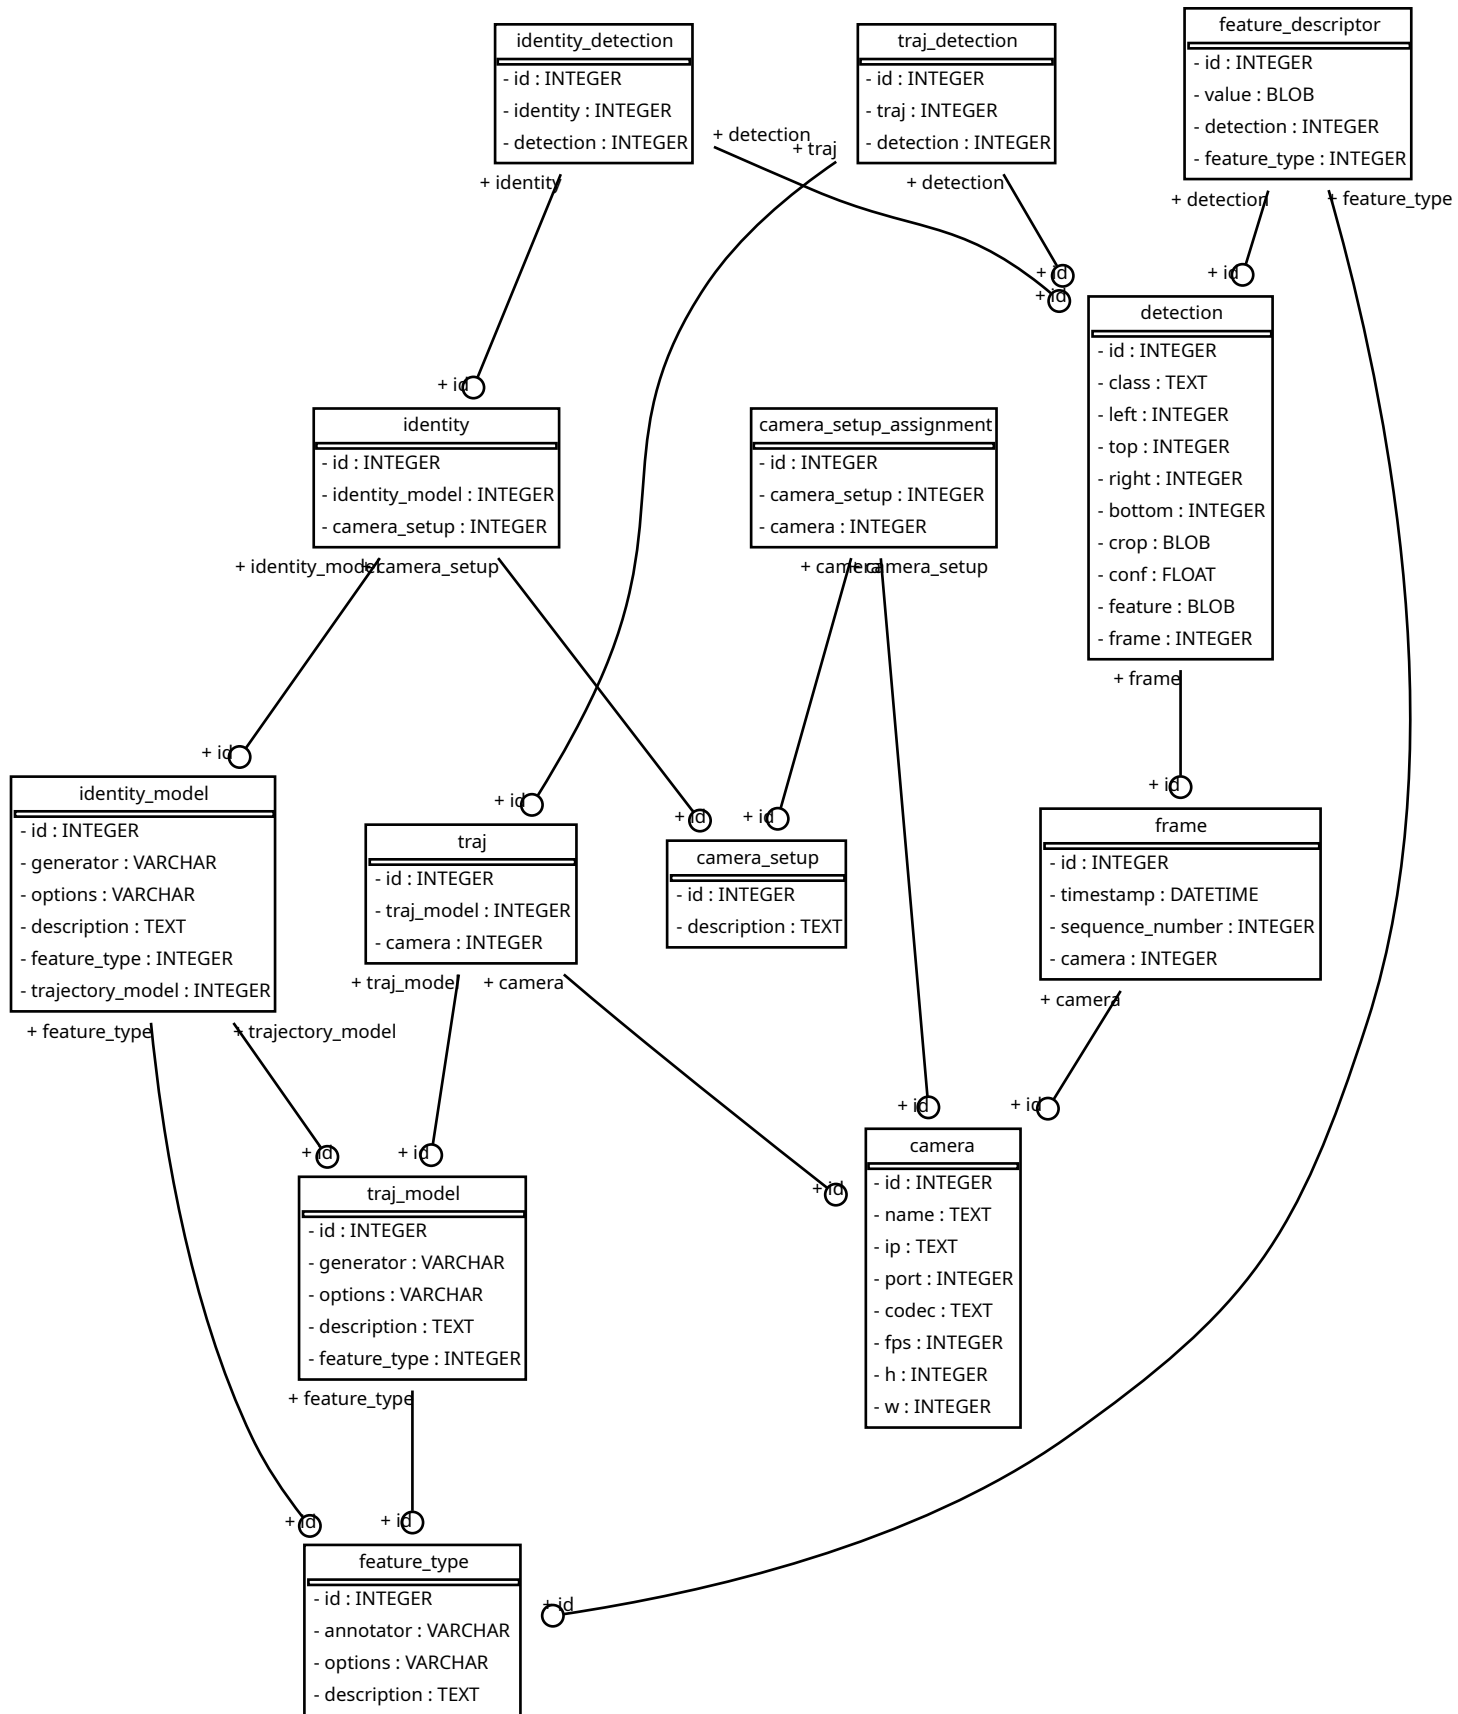 identity_detection
- id : INTEGER
- identity : INTEGER
- detection : INTEGER
traj_detection
- id : INTEGER
- traj : INTEGER
- detection : INTEGER
feature_descriptor
- id : INTEGER
- value : BLOB
- detection : INTEGER
- feature_type : INTEGER
+ detection
+ traj
+ identity
+ detection
+ detection
+ feature_type
+ id
+ id
+ id
detection
- id : INTEGER
- class : TEXT
- left : INTEGER
- top : INTEGER
- right : INTEGER
- bottom : INTEGER
- crop : BLOB
- conf : FLOAT
- feature : BLOB
- frame : INTEGER
+ id
identity
- id : INTEGER
- identity_model : INTEGER
- camera_setup : INTEGER
camera_setup_assignment
- id : INTEGER
- camera_setup : INTEGER
- camera : INTEGER
+ identity_model
+ camera_setup
+ camera
+ camera_setup
+ frame
+ id
identity_model
- id : INTEGER
- generator : VARCHAR
- options : VARCHAR
- description : TEXT
- feature_type : INTEGER
- trajectory_model : INTEGER
+ id
traj
- id : INTEGER
- traj_model : INTEGER
- camera : INTEGER
+ id
+ id
camera_setup
- id : INTEGER
- description : TEXT
+ id
frame
- id : INTEGER
- timestamp : DATETIME
- sequence_number : INTEGER
- camera : INTEGER
+ feature_type
+ trajectory_model
+ traj_model
+ camera
+ camera
+ id
+ id
+ id
+ id
+ id
traj_model
- id : INTEGER
- generator : VARCHAR
- options : VARCHAR
- description : TEXT
- feature_type : INTEGER
camera
- id : INTEGER
- name : TEXT
- ip : TEXT
- port : INTEGER
- codec : TEXT
- fps : INTEGER
- h : INTEGER
- w : INTEGER
+ feature_type
+ id
+ id
+ id
feature_type
- id : INTEGER
- annotator : VARCHAR
- options : VARCHAR
- description : TEXT